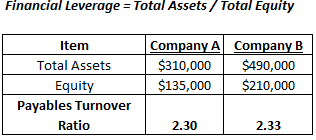 Financial Leverage = Total Assets / Total Equity
Item Company A Company B
Total Assets $310,000 $490,000
Equity $135,000 $210,000
Payables Turnover
Ratio 2.30 2.33